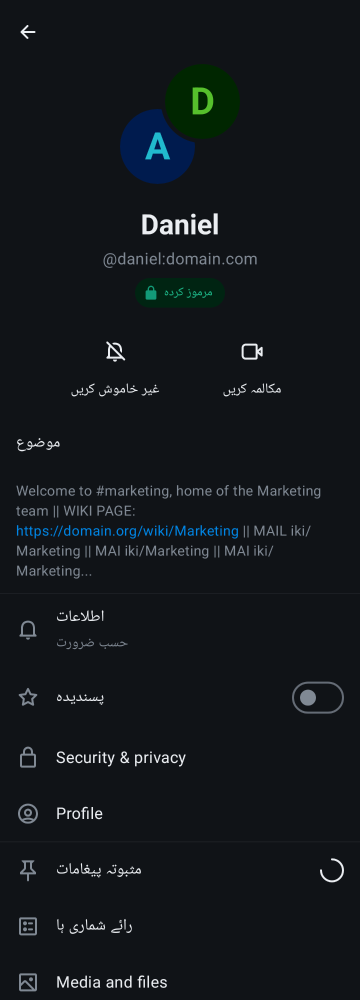 D
A
Daniel
@daniel:domain.com
مرموز کردہ
غیر خاموش کریں
مکالمہ کریں
موضوع
Welcome to #marketing, home of the Marketing
team || WIKI PAGE:
https://domain.org/wiki/Marketing || MAIL iki/
Marketing || MAI iki/Marketing || MAI iki/
Marketing...
اطلاعات
حسب ضرورت
پسندیدہ
Security & privacy
Profile
مثبوتہ پیغامات
رائے شماری ہا
Media and files